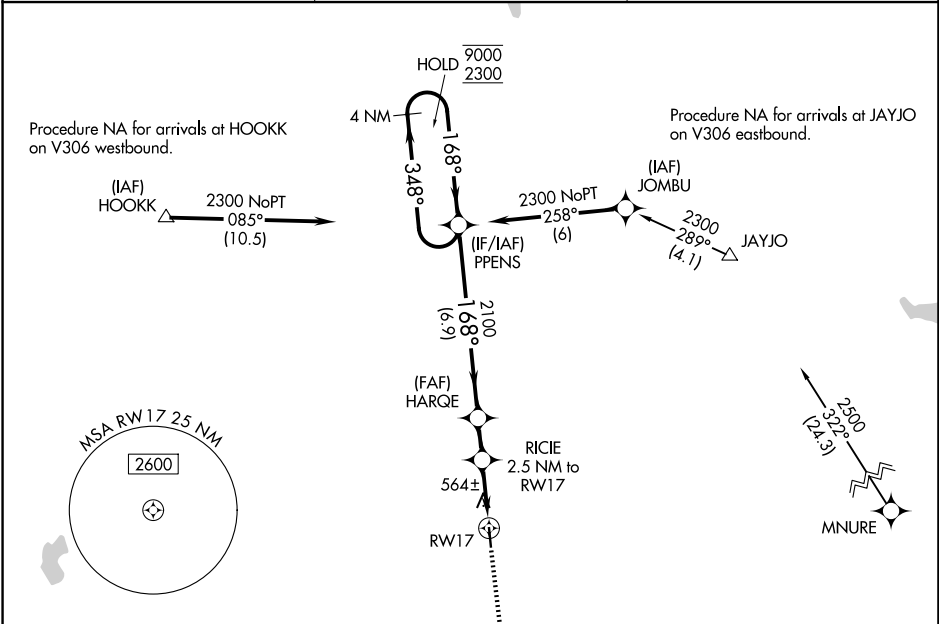 HOLD 9000
2300
4 NM
168°
348°
Procedure NA for arrivals at HOOKK
on V306 westbound.
Procedure NA for arrivals at JAYJO
on V306 eastbound.
(IAF)
HOOKK
2300 NoPT
085°
(10.5)
(IAF)
JOMBU
2300 NoPT
258°
(6)
2300
289°
(4.1)
JAYJO
(IF/IAF)
PPENS
2100
168°
(6.9)
(FAF)
HARQE
RICIE
2.5 NM to
RW17
564±
RW17
MSA RW17 25 NM
2600
2500
322°
(24.3)
MNURE